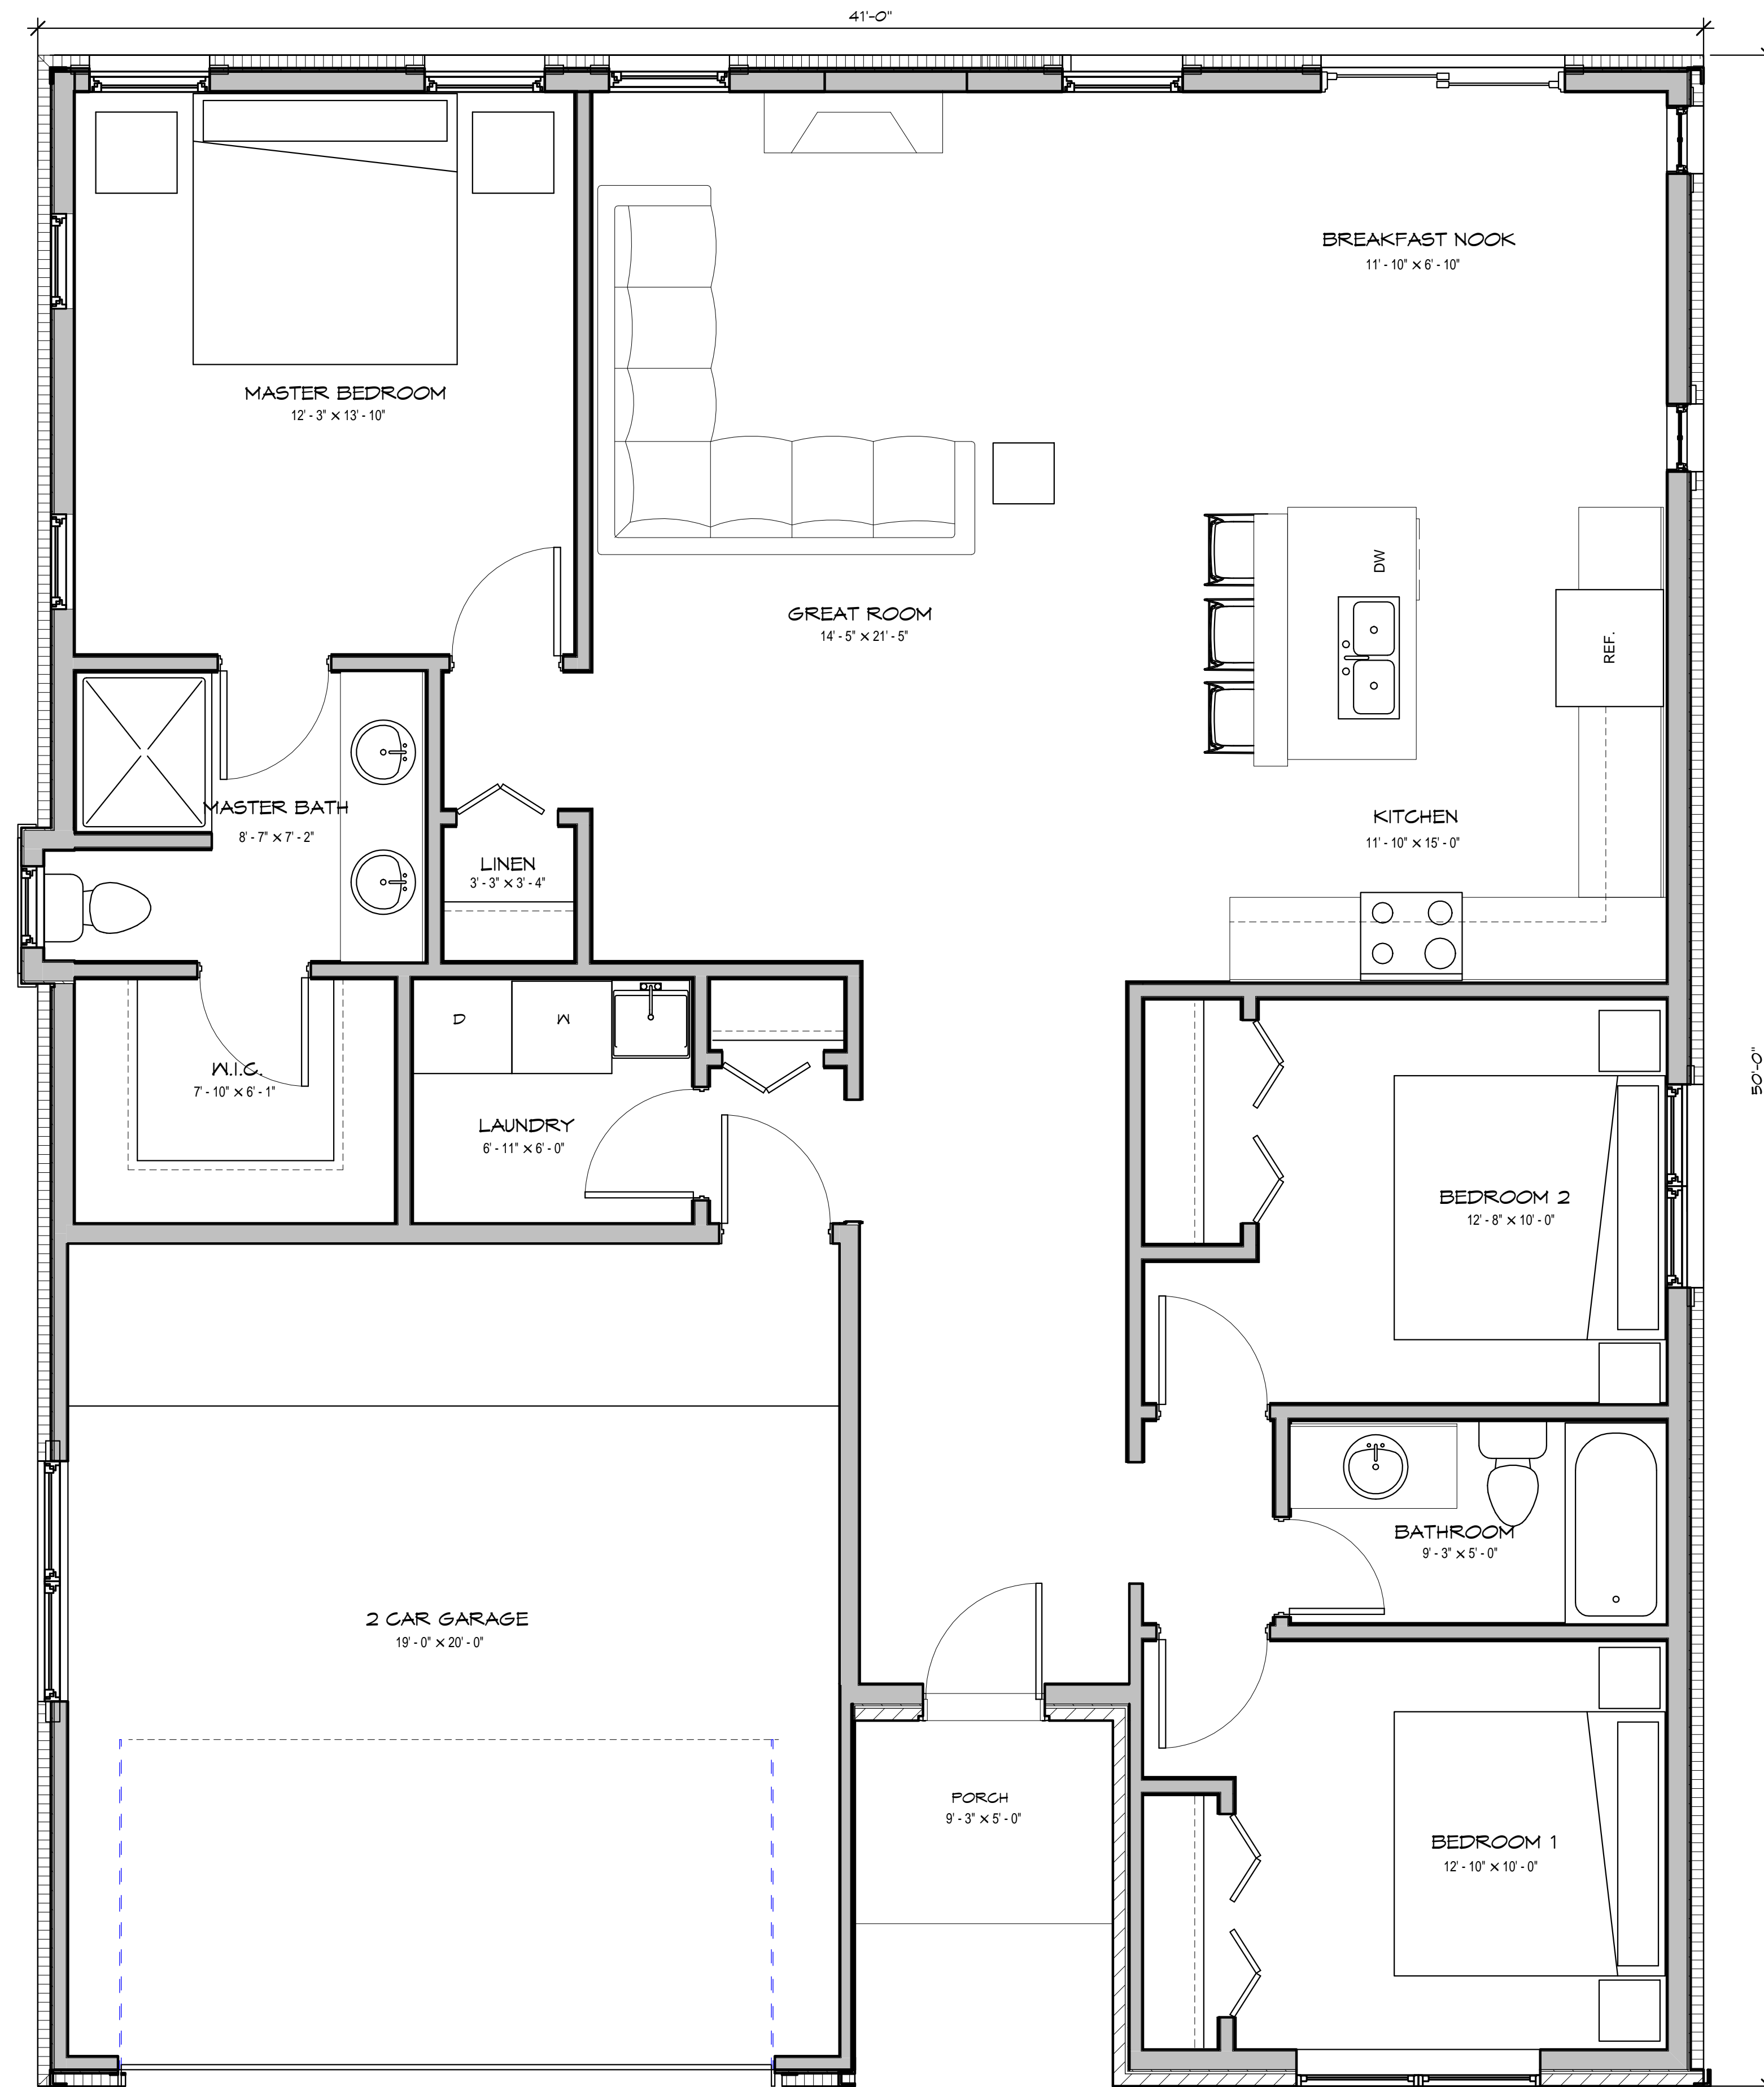 41'-0"
BREAKFAST NOOK
11' - 10" x 6' - 10"
MASTER BEDROOM
12' - 3" x 13' - 10"
DW
GREAT ROOM
14' - 5" x 21' - 5"
REF.
MASTER BATH
8' - 7" x 7' - 2"
KITCHEN
11' - 10" x 15' - 0"
LINEN
3' - 3" x 3' - 4"
D
W
W.I.C.
7' - 10" x 6' - 1"
50'-0"
LAUNDRY
6' - 11" x 6' - 0"
BEDROOM 2
12' - 8" x 10' - 0"
BATHROOM
9' - 3" x 5' - 0"
2 CAR GARAGE
19' - 0" x 20' - 0"
PORCH
9' - 3" x 5' - 0"
BEDROOM 1
12' - 10" x 10' - 0"